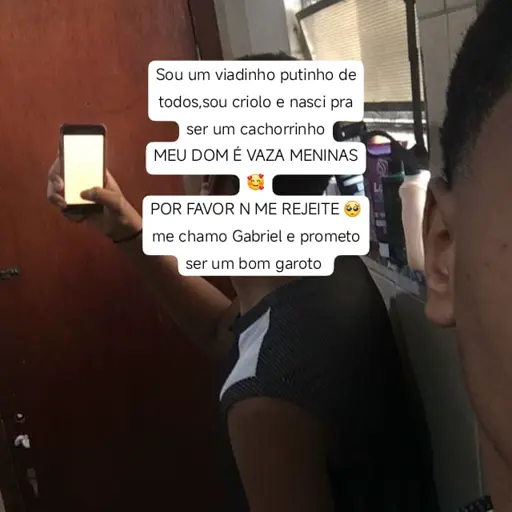 Sou um viadinho putinho de
todos,sou criolo e nasci pra
ser um cachorrinho
MEU DOM É VAZA MENINAS
🥰
POR FAVOR N ME REJEITE 🥺
me chamo Gabriel e prometo
ser um bom garoto